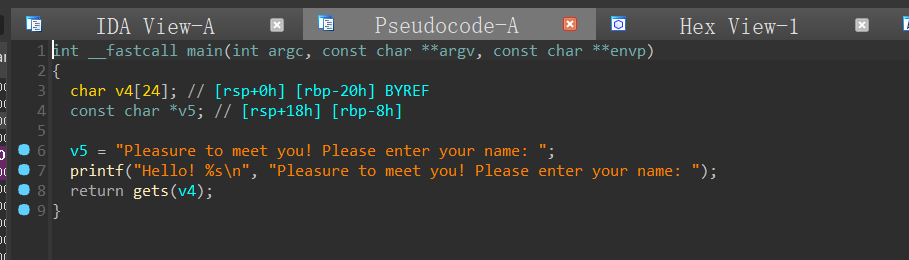 IDA View-A Pseudocode-A Hex View-1
1 int __fastcall main(int argc, const char **argv, const char **envp)
2 {
3 char v4[24]; // [rsp+0h] [rbp-20h] BYREF
4 const char *v5; // [rsp+18h] [rbp-8h]
5
6 v5 = "Pleasure to meet you! Please enter your name: ";
7 printf("Hello! %s\n", "Pleasure to meet you! Please enter your name: ");
8 return gets(v4);
9 }